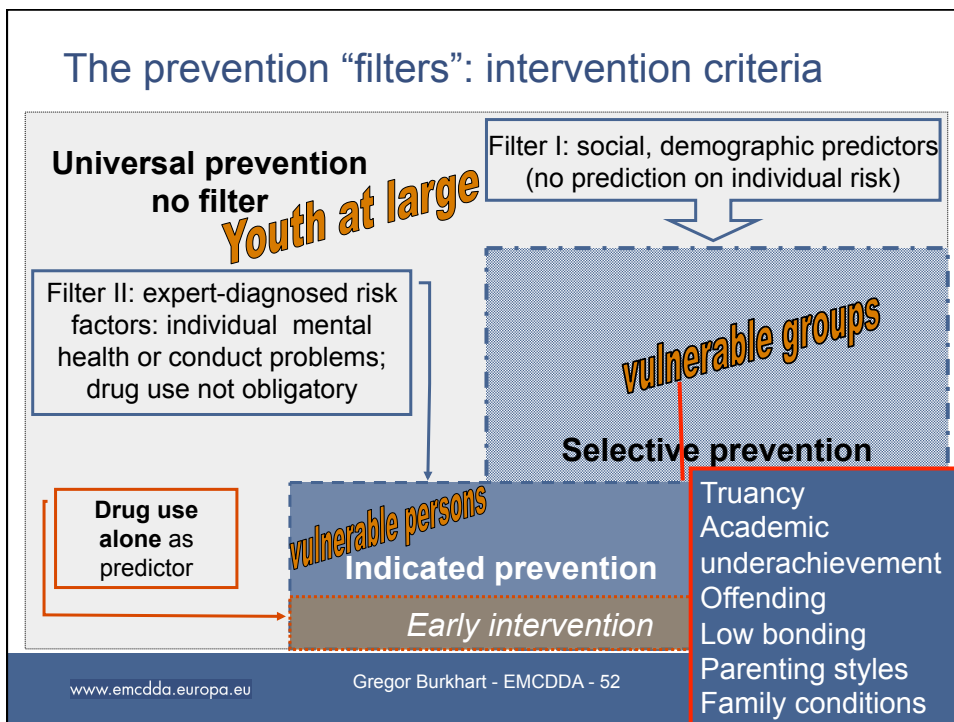 The prevention “filters”: intervention criteria
Universal prevention
no filter
Youth at large
Filter I: social, demographic predictors
(no prediction on individual risk)
Filter II: expert-diagnosed risk
factors: individual mental
health or conduct problems;
drug use not obligatory
vulnerable groups
Selective prevention
Drug use
alone as
predictor
vulnerable persons
Indicated prevention
Early intervention
Truancy
Academic
underachievement
Offending
Low bonding
Parenting styles
Family conditions
www.emcdda.europa.eu
Gregor Burkhart - EMCDDA - 52